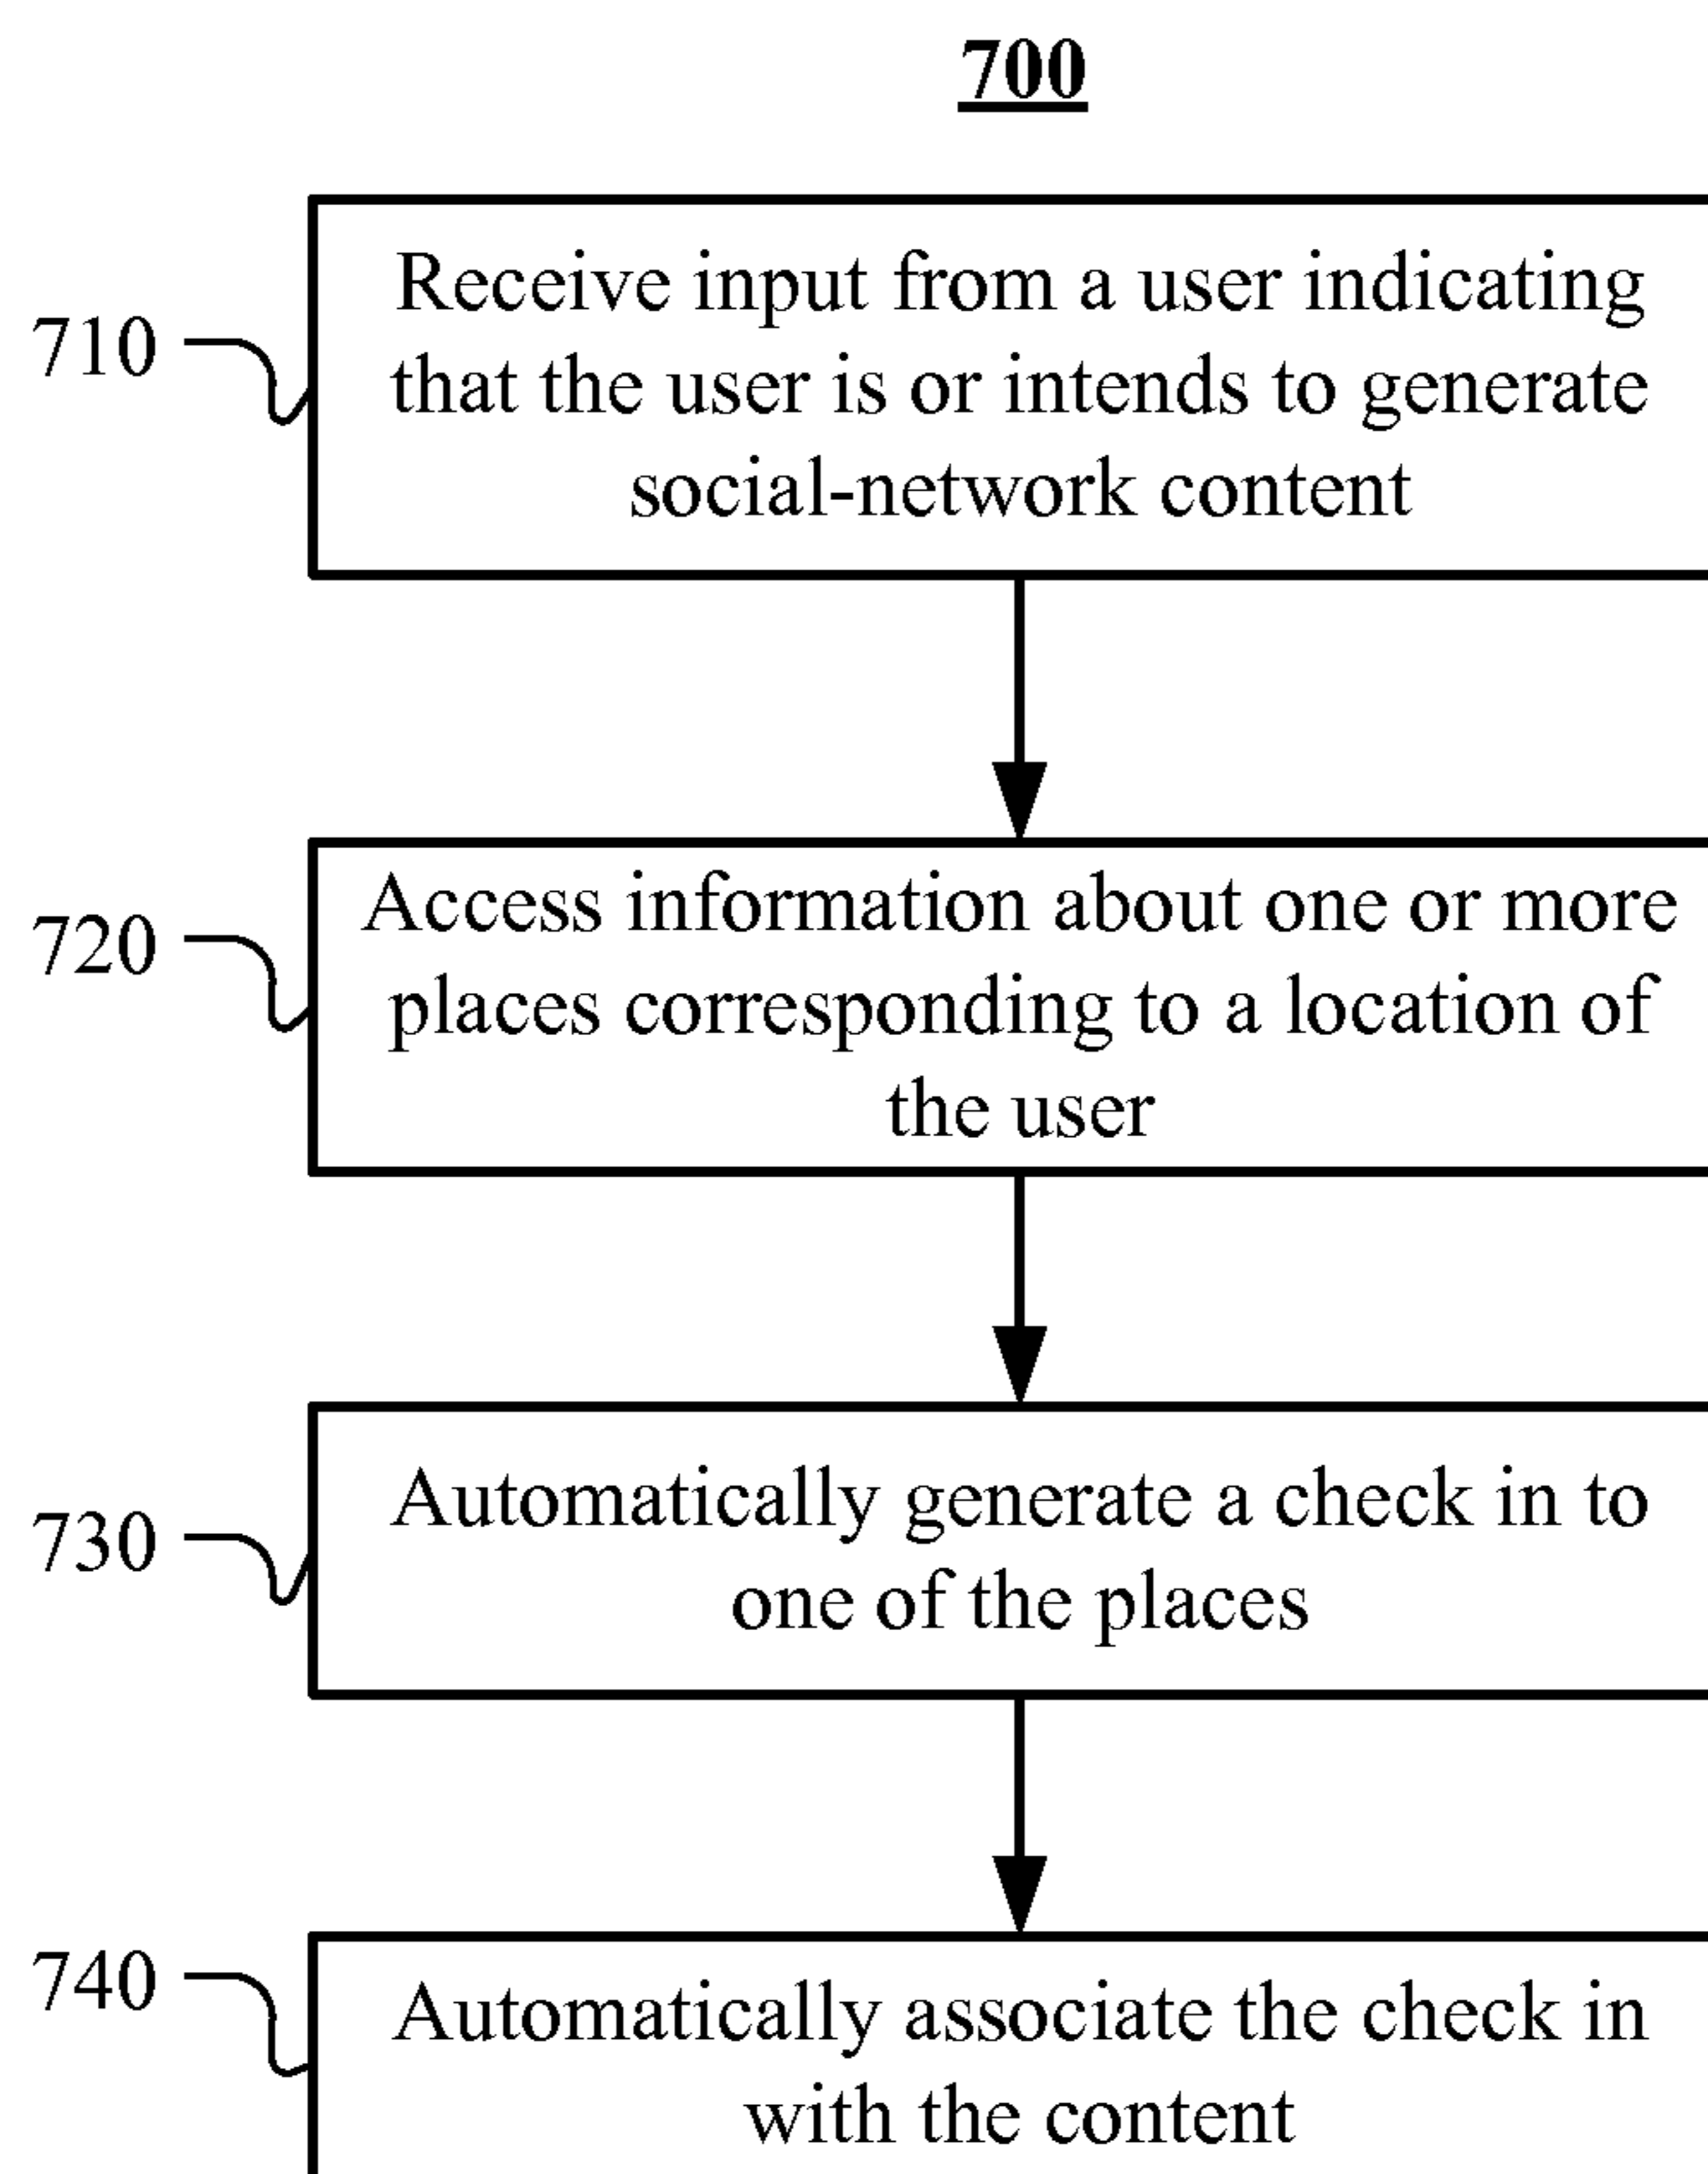 700
710
Receive input from a user indicating
that the user is or intends to generate
social-network content
720
Access information about one or more
places corresponding to a location of
the user
730
Automatically generate a check in to
one of the places
740
Automatically associate the check in
with the content